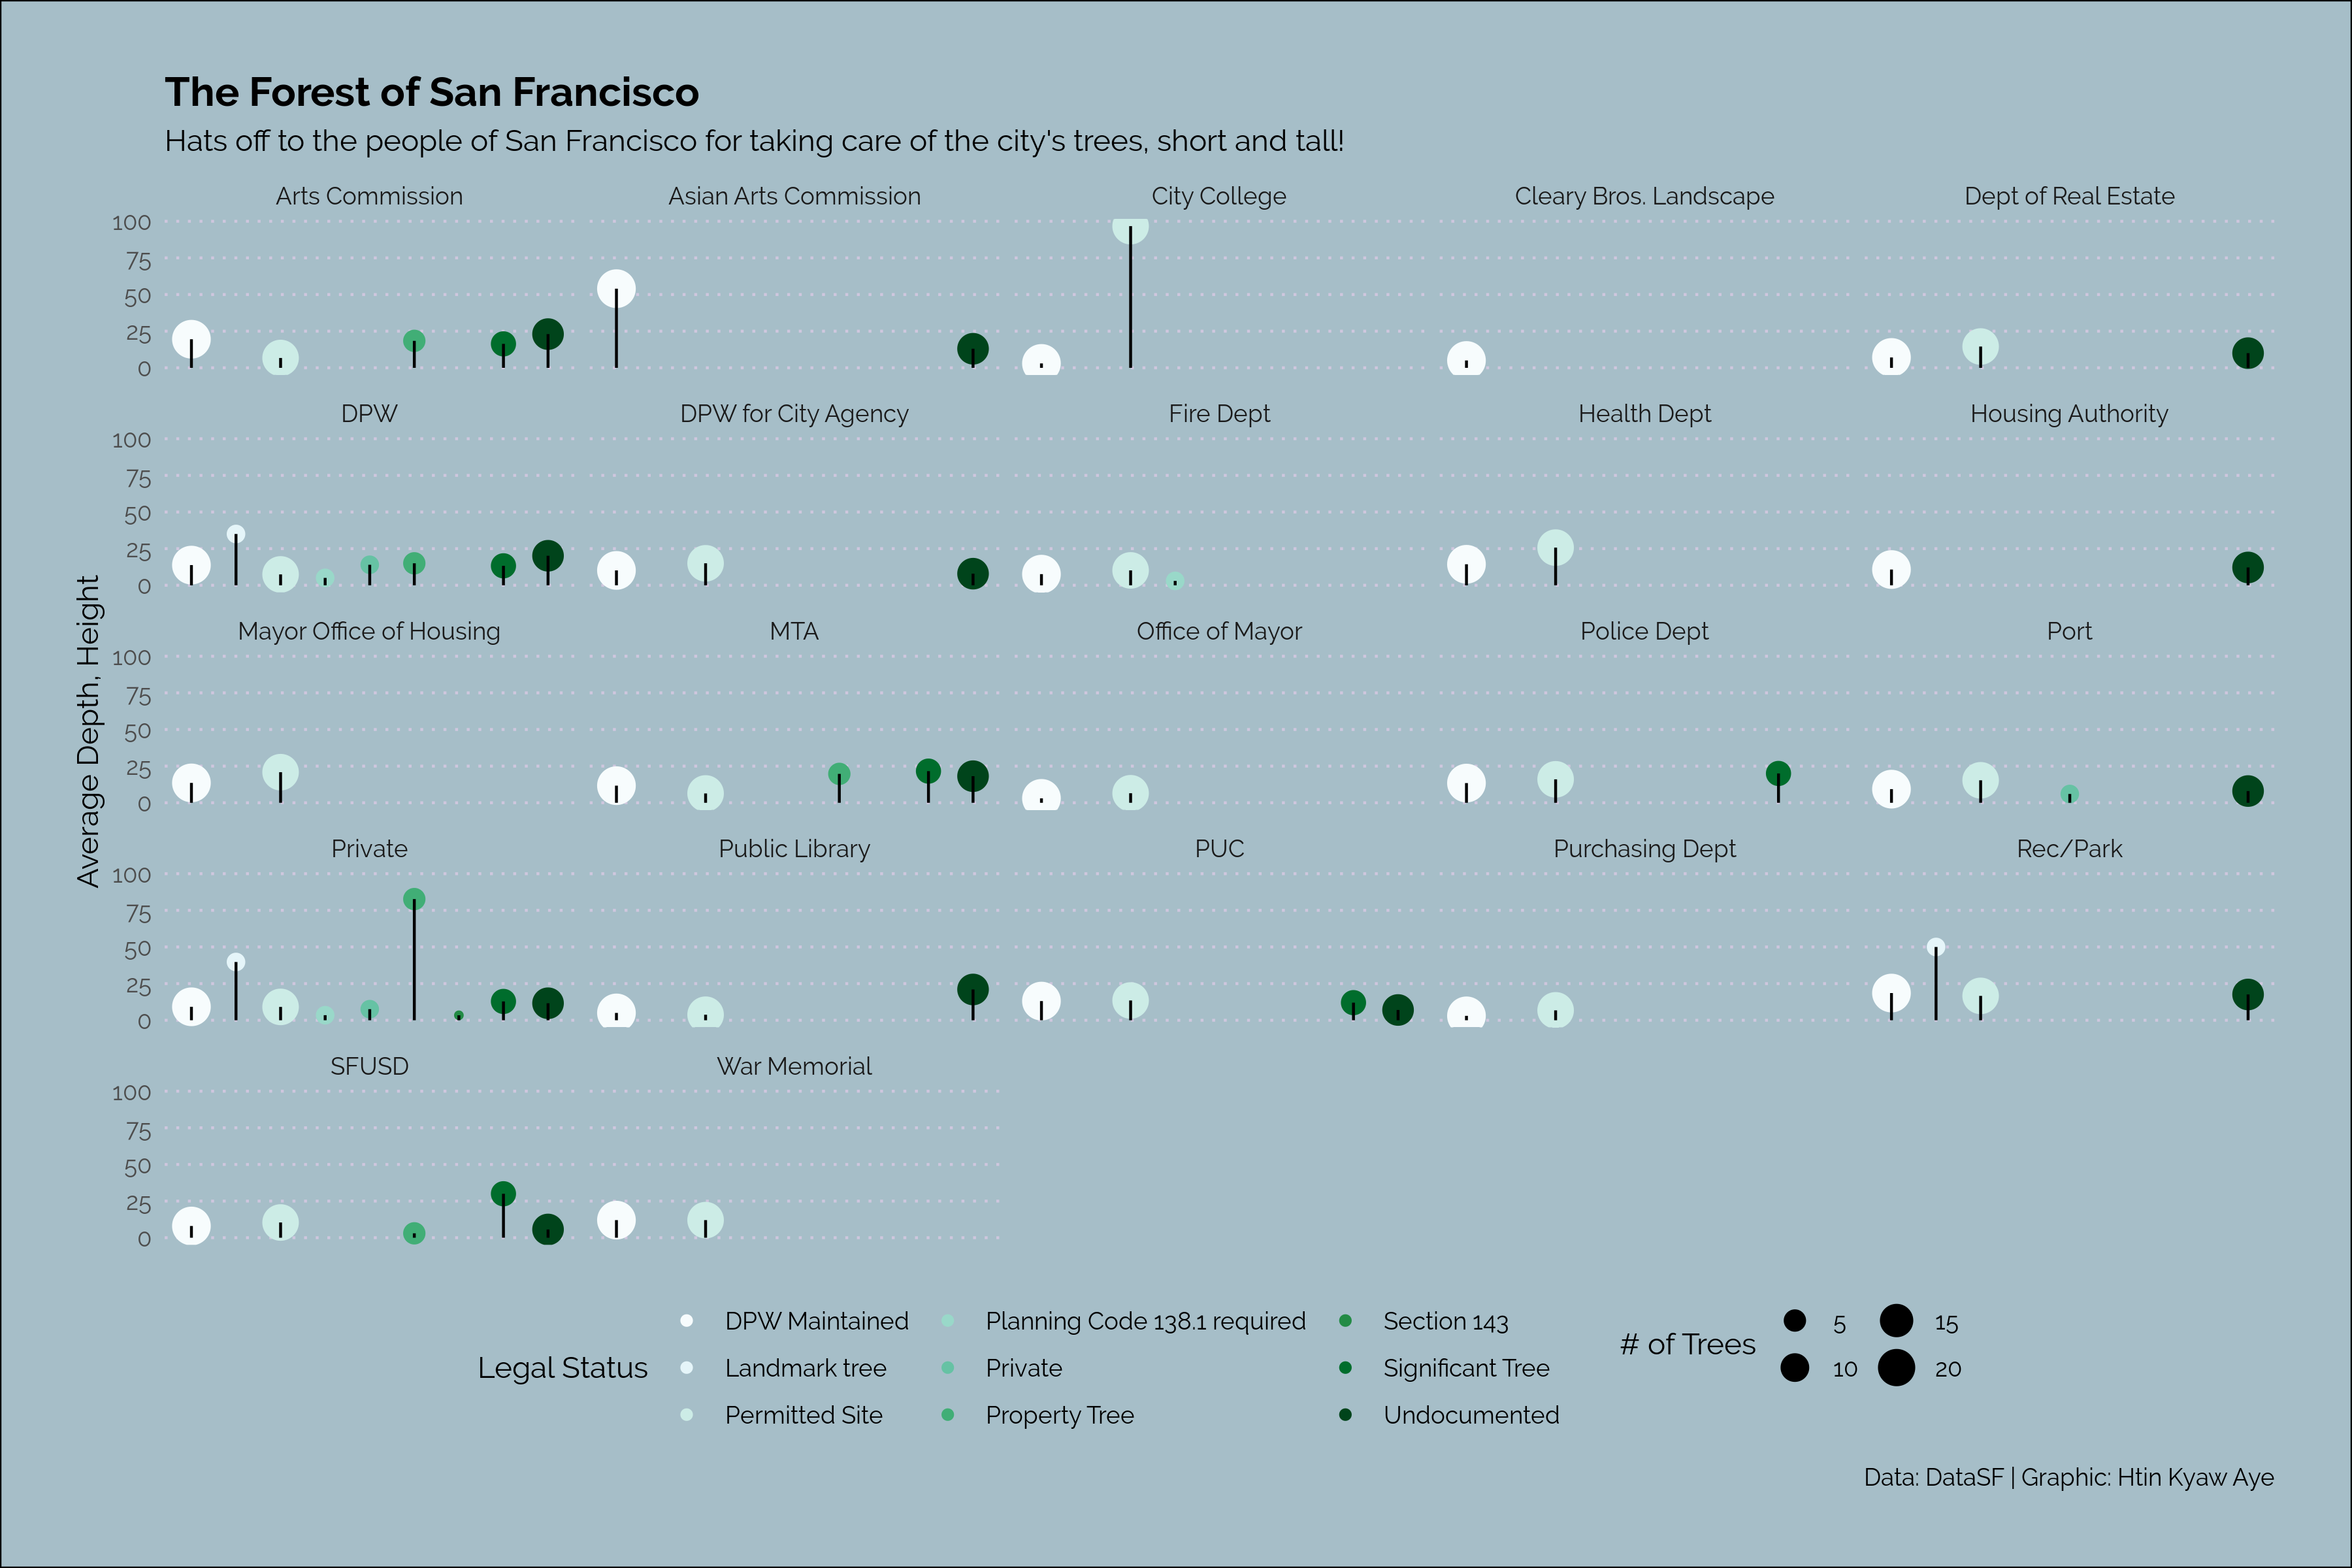 The Forest of San Francisco
Hats off to the people of San Francisco for taking care of the city's trees, short and tall!
Average Depth, Height
Arts Commission
Asian Arts Commission
City College
Cleary Bros. Landscape
Dept of Real Estate
100
75
50
25
0
DPW
DPW for City Agency
Fire Dept
Health Dept
Housing Authority
100
75
50
25
0
Mayor Office of Housing
MTA
Office of Mayor
Police Dept
Port
100
75
50
25
0
Private
Public Library
PUC
Purchasing Dept
Rec/Park
100
75
50
25
0
SFUSD
War Memorial
100
75
50
25
0
Legal Status
DPW Maintained
Landmark tree
Permitted Site
Planning Code 138.1 required
Private
Property Tree
Section 143
Significant Tree
Undocumented
# of Trees
5
10
15
20
Data: DataSF | Graphic: Htin Kyaw Aye